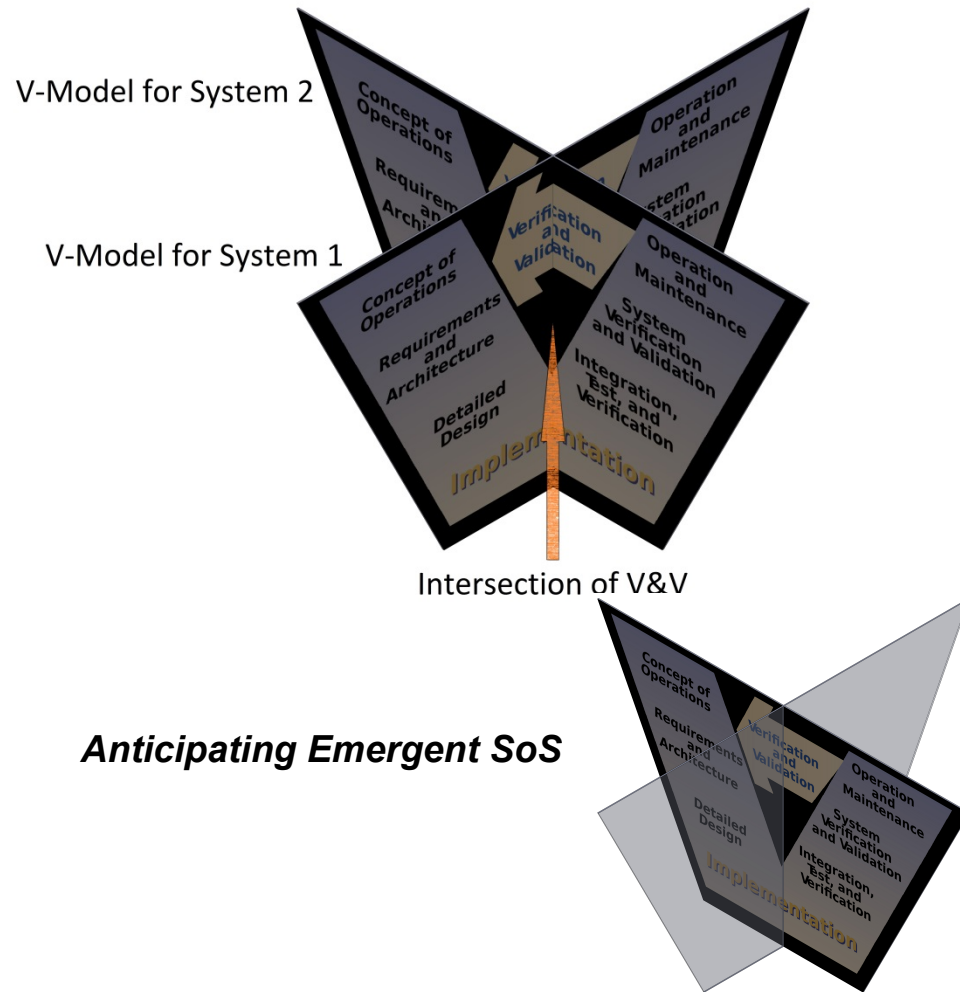 V-Model for System 2
Concept of
Operations
Operation
and
Maintenance
V-Model for System 1
Concept of
Operations
Requirements
and
Architecture
Detailed
Design
Verification
and
Validation
Operation
and
Maintenance
System
Verification
and Validation
Integration,
Test, and
Verification
Implementation
Intersection of V&V
Anticipating Emergent SoS
Concept of
Operations
Requirements
and
Architecture
Detailed
Design
Verification
and
Validation
Operation
and
Maintenance
System
Verification
and Validation
Integration,
Test, and
Verification
Implementation